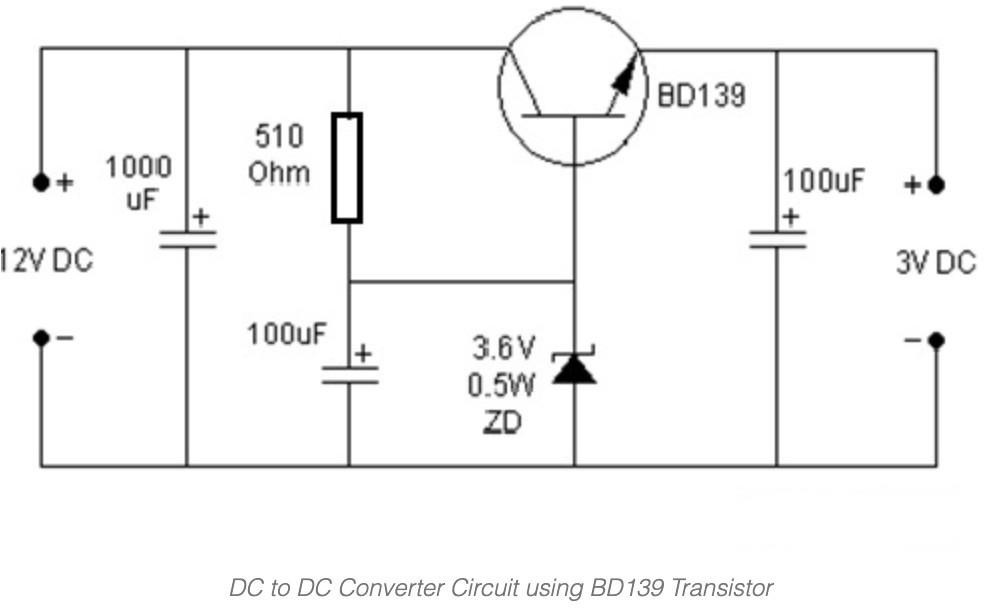 BD139
510
Ohm
1000
uF
+
+
+
100uF
+
+
12V DC
3V DC
-
-
100uF
+
3.6V
0.5W
ZD
DC to DC Converter Circuit using BD139 Transistor